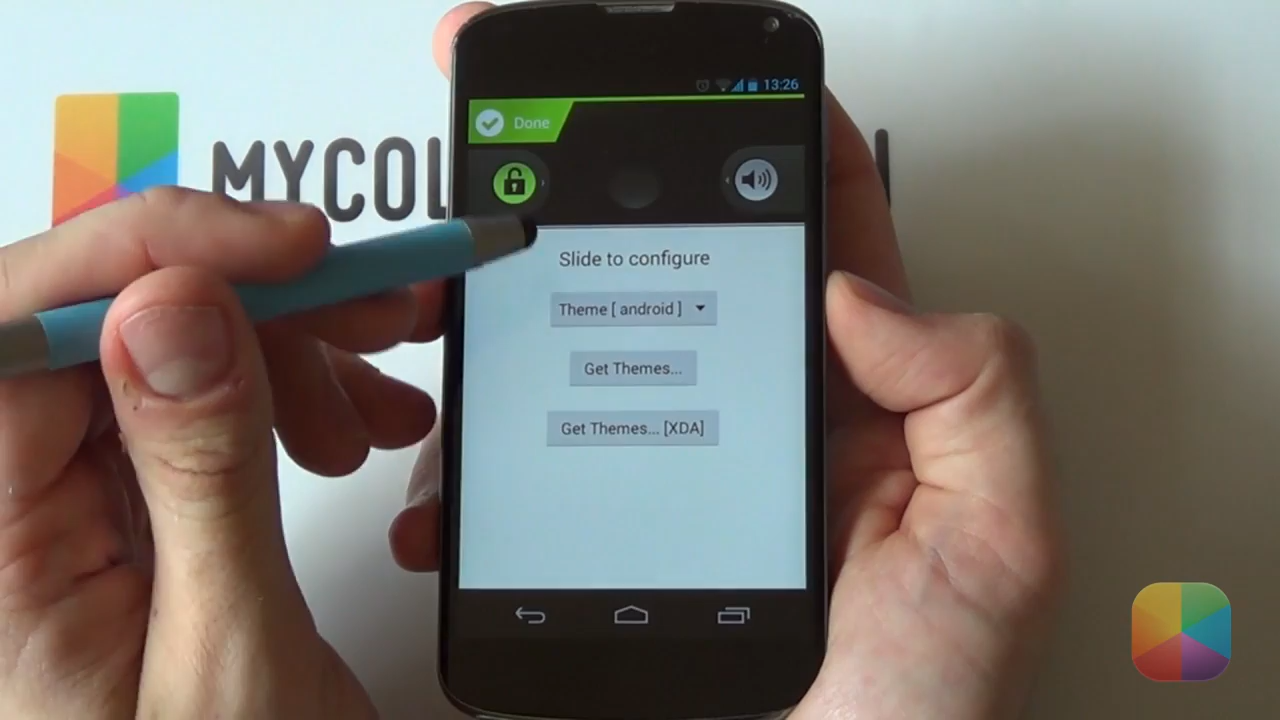 13:26
Done
MYCOL
Slide to configure
Theme [ android ]
Get Themes...
Get Themes... [XDA]